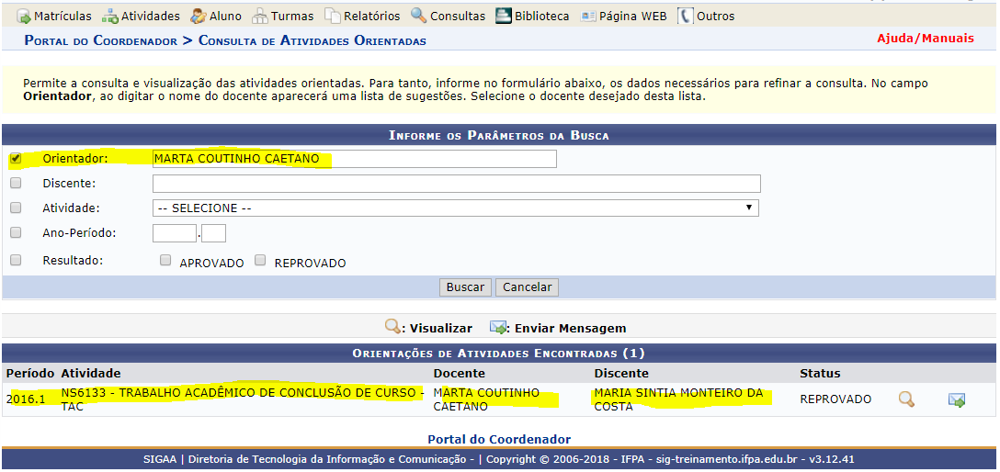 Matrículas Atividades Aluno Turmas Relatórios Consultas Biblioteca Página WEB Outros
Portal do Coordenador > Consulta de Atividades Orientadas Ajuda/Manuais
Permite a consulta e visualização das atividades orientadas. Para tanto, informe no formulário abaixo, os dados necessários para refinar a consulta. No campo
Orientador, ao digitar o nome do docente aparecerá uma lista de sugestões. Selecione o docente desejado desta lista.
Informe os Parâmetros da Busca
Orientador: MARTA COUTINHO CAETANO
Discente:
Atividade: -- SELECIONE --
Ano-Período: .
Resultado: APROVADO REPROVADO
Buscar Cancelar
: Visualizar : Enviar Mensagem
Orientações de Atividades Encontradas (1)
Período Atividade Docente Discente Status
2016.1 NS6133 - TRABALHO ACADÊMICO DE CONCLUSÃO DE CURSO - MARTA COUTINHO MARIA SINTIA MONTEIRO DA REPROVADO
TAC CAETANO COSTA
Portal do Coordenador
SIGAA | Diretoria de Tecnologia da Informação e Comunicação - | Copyright © 2006-2018 - IFPA - sig-treinamento.ifpa.edu.br - v3.12.41